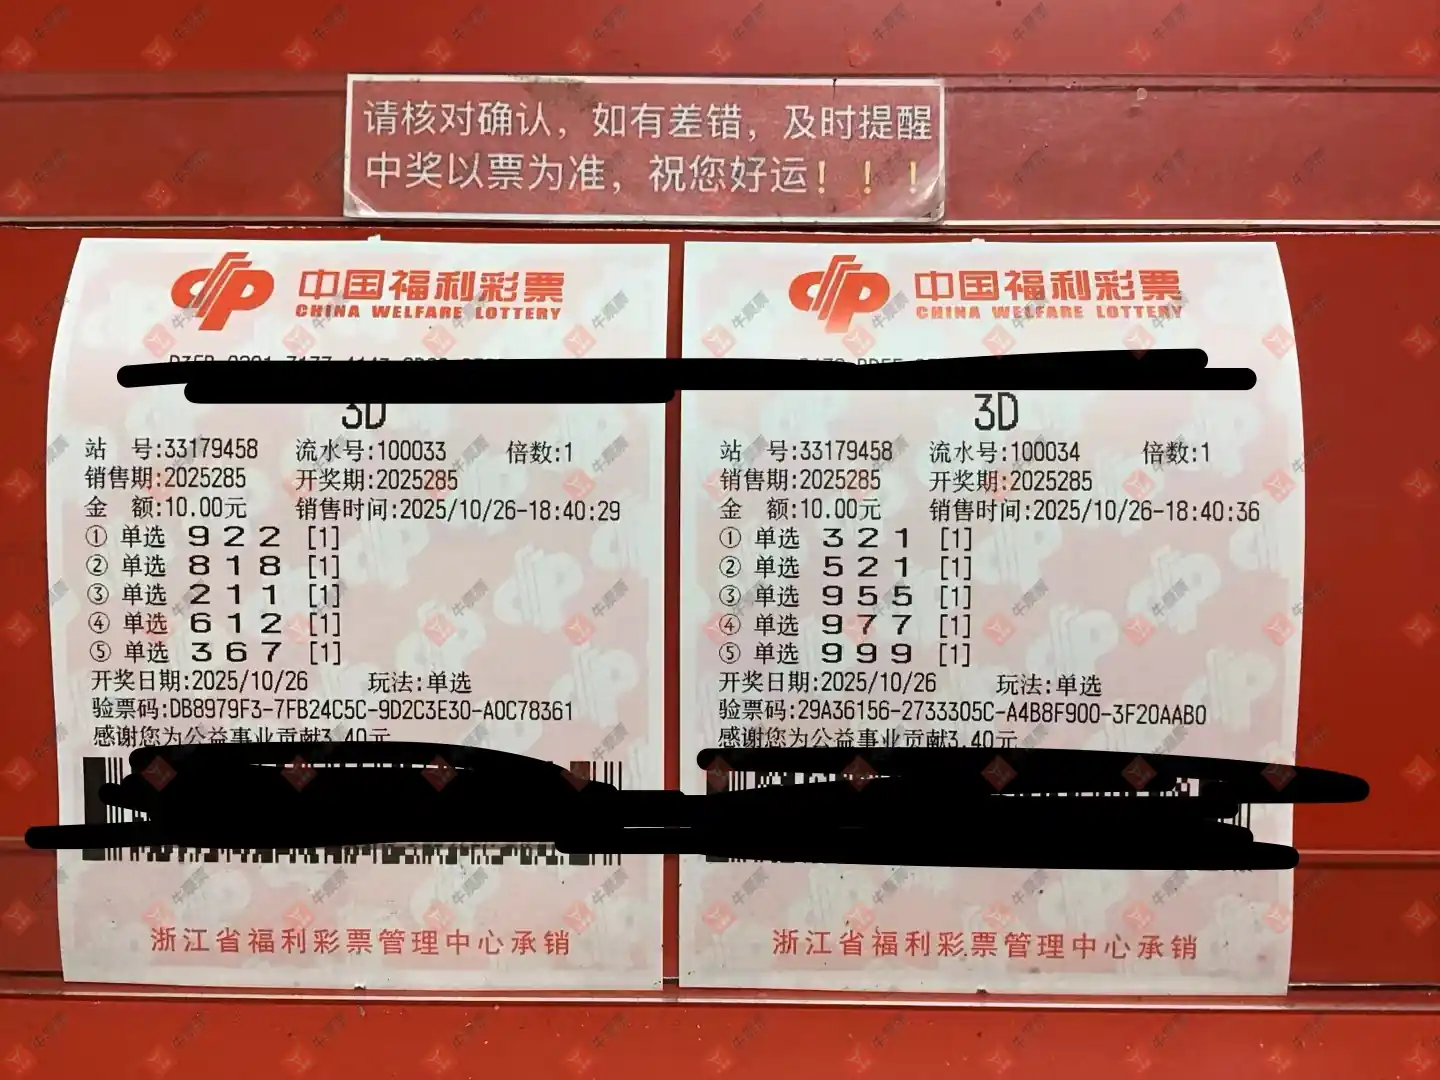 请核对确认，如有差错，及时提醒
中奖以票为准，祝您好运！！！
中国福利彩票
CHINA WELFARE LOTTERY
3D
站 号:33179458 流水号:100033 倍数:1
销售期:2025285 开奖期:2025285
金 额:10.00元 销售时间:2025/10/26-18:40:29
① 单选 9 2 2 [1]
② 单选 8 1 8 [1]
③ 单选 2 1 1 [1]
④ 单选 6 1 2 [1]
⑤ 单选 3 6 7 [1]
开奖日期:2025/10/26 玩法:单选
验票码:DB8979F3-7FB24C5C-9D2C3E30-A0C78361
感谢您为公益事业贡献3.40元
浙江省福利彩票管理中心承销
中国福利彩票
CHINA WELFARE LOTTERY
3D
站 号:33179458 流水号:100034 倍数:1
销售期:2025285 开奖期:2025285
金 额:10.00元 销售时间:2025/10/26-18:40:36
① 单选 3 2 1 [1]
② 单选 5 2 1 [1]
③ 单选 9 5 5 [1]
④ 单选 9 7 7 [1]
⑤ 单选 9 9 9 [1]
开奖日期:2025/10/26 玩法:单选
验票码:29A36156-2733305C-A4B8F900-3F20AAB0
感谢您为公益事业贡献3.40元
浙江省福利彩票管理中心承销